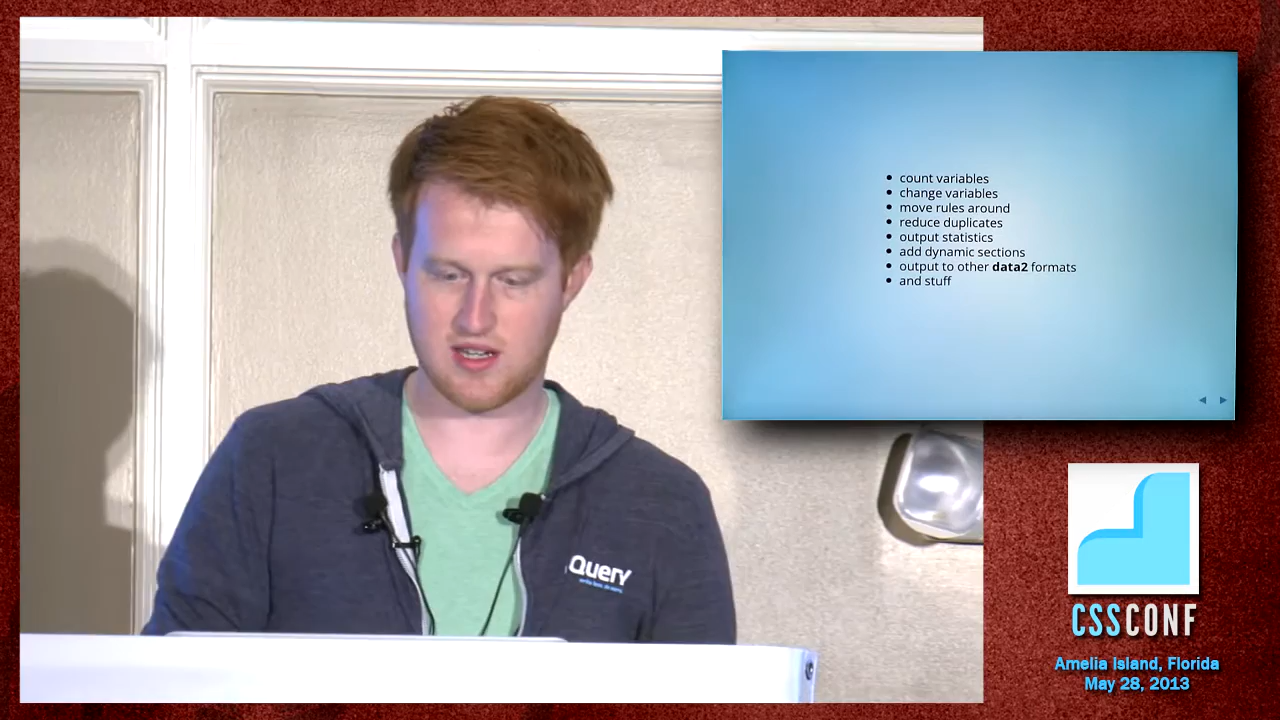 count variables
change variables
move rules around
reduce duplicates
output statistics
add dynamic sections
output to other data2 formats
and stuff
jQuery
CSSCONF
Amelia Island, Florida
May 28, 2013